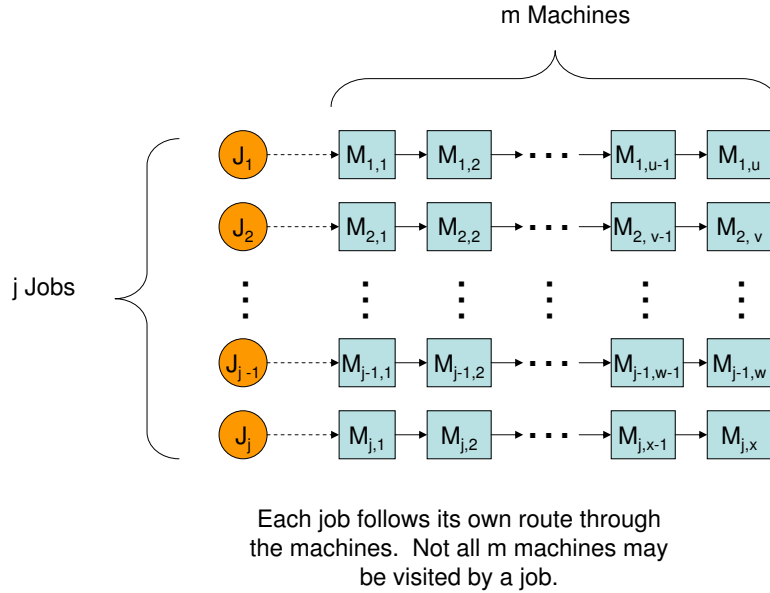 m Machines
J1 M1,1 M1,2 M1,u-1 M1,u
J2 M2,1 M2,2 M2, v-1 M2, v
j Jobs
Jj-1 Mj-1,1 Mj-1,2 Mj-1,w-1 Mj-1,w
Jj Mj,1 Mj,2 Mj,x-1 Mj,x
Each job follows its own route through
the machines. Not all m machines may
be visited by a job.